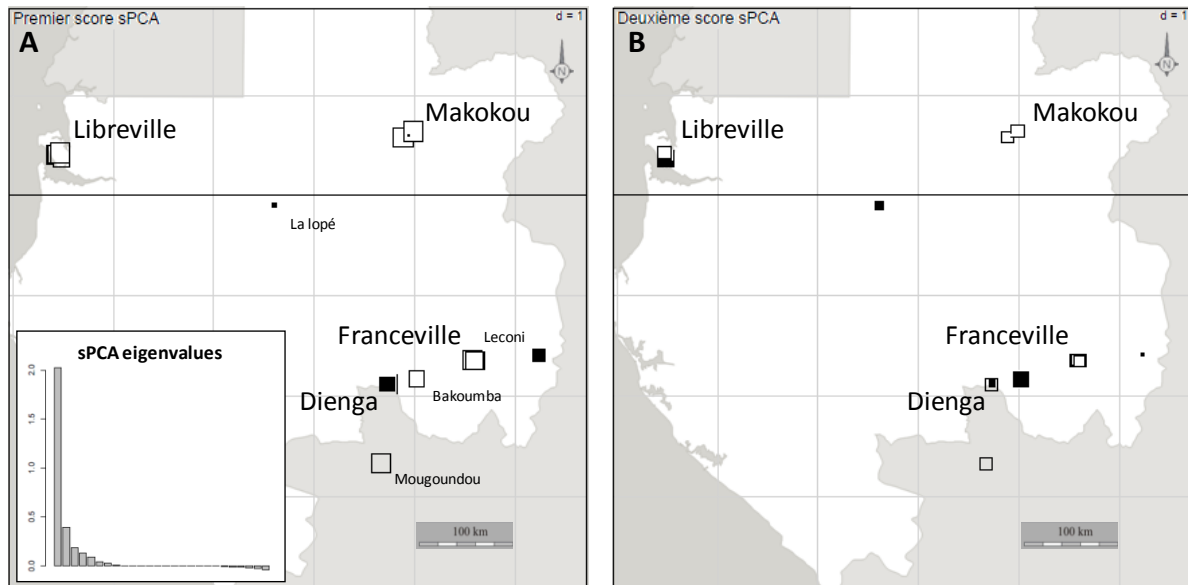 Premier score sPCA
d = 1
A
N
Libreville
Makokou
La lopé
Franceville
Leconi
Dienga
Bakoumba
Mougoundou
100 km
sPCA eigenvalues
2.0
1.5
1.0
0.5
0.0
Deuxième score sPCA
d = 1
B
N
Libreville
Makokou
Franceville
Dienga
100 km